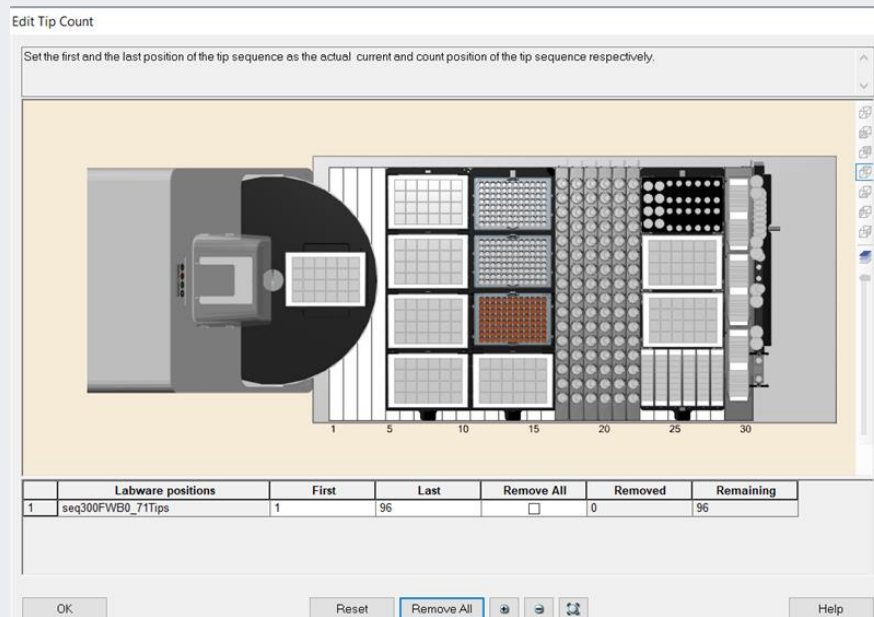 Edit Tip Count
Set the first and the last position of the tip sequence as the actual current and count position of the tip sequence respectively.
1 5 10 15 20 25 30
Labware positions First Last Remove All Removed Remaining
1 seq300FWB0_71Tips 1 96 0 96
OK Reset Remove All Help